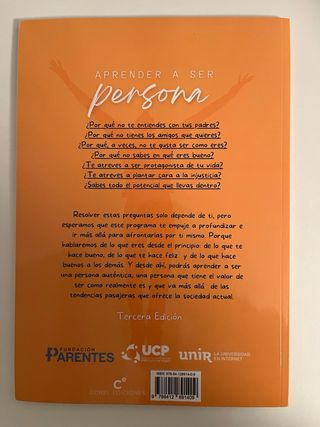 APRENDER A SER
persona
¿Por qué no te entiendes con tus padres?
¿Por qué no tienes los amigos que quieres?
¿Por qué, a veces, no te gusta ser como eres?
¿Por qué no sabes en qué eres bueno?
¿Te atreves a ser protagonista de tu vida?
¿Te atreves a plantar cara a la injusticia?
¿Sabes todo el potencial que llevas dentro?
Resolver estas preguntas solo depende de ti, pero
esperamos que este programa te empuje a profundizar e
ir más allá para afrontarlas por ti mismo. Porque
hablaremos de lo que eres desde el principio: de lo que te
hace bueno, de lo que te hace feliz y de lo que hace
buenos a los demás. Y desde ahí, podrás aprender a ser
una persona auténtica, una persona que tiene el valor de
ser como realmente es y que va más allá de las
tendencias pasajeras que ofrece la sociedad actual.
Tercera Edición
FUNDACIÓN
PARENTES
UCP
unir LA UNIVERSIDAD
EN INTERNET
COBEL EDICIONES